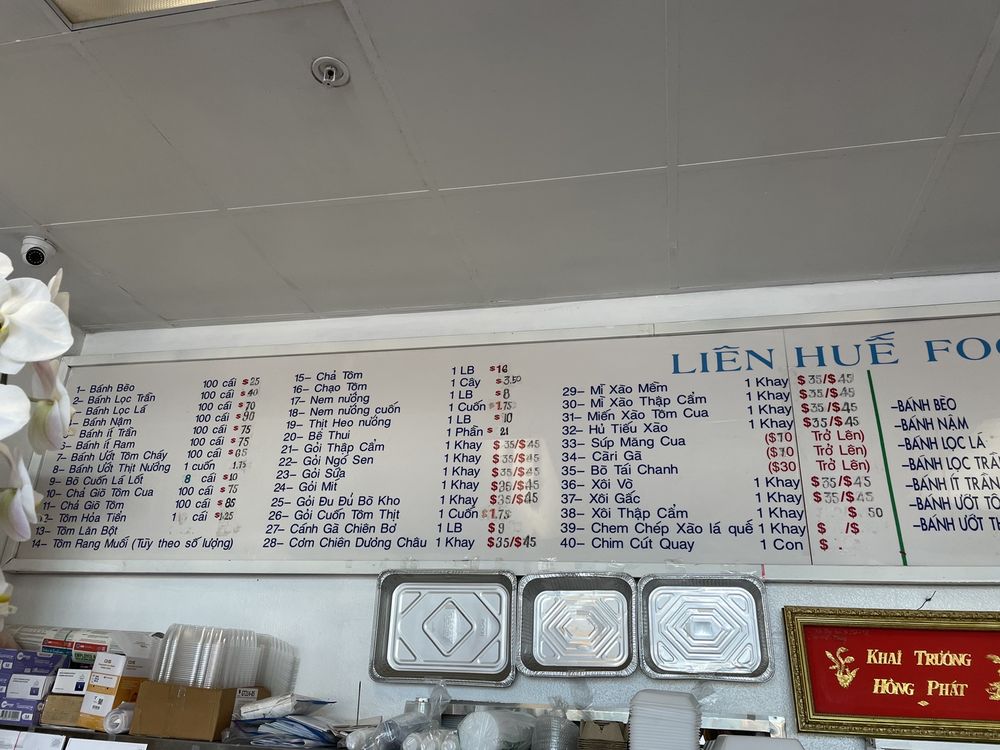 LIÊN HUẾ FOO
1– Bánh Bèo 100 cái $25
2– Bánh Lọc Trần 100 cái $40
– Bánh Lọc Lá 100 cái $70
– Bánh Nậm 100 cái $90
– Bánh Ít Trần 100 cái $75
6– Bánh Ít Ram 100 cái $75
7– Bánh Ướt Tôm Chấy 100 cái $65
8– Bánh Ướt Thịt Nướng 1 cuốn 1.75
9– Bò Cuốn Lá Lốt 8 cái $10
10– Chả Giò Tôm Cua 100 cái $75
11– Chả Giò Tôm 100 cái $85
12– Tôm Hỏa Tiển 1 cái $1.25
13– Tôm Lăn Bột
14– Tôm Rang Muối (Tùy theo số lượng)
15– Chả Tôm 1 LB $16
16– Chạo Tôm 1 Cây $3.50
17– Nem nướng 1 LB $8
18– Nem nướng cuốn 1 Cuốn $1.75
19– Thịt Heo nướng 1 LB $10
20– Bê Thui 1 Phần $21
21– Gỏi Thập Cẩm 1 Khay $35/$45
22– Gỏi Ngó Sen 1 Khay $35/$45
23– Gỏi Sứa 1 Khay $35/$45
24– Gỏi Mít 1 Khay $35/$45
25– Gỏi Đu Đủ Bò Kho 1 Khay $35/$45
26– Gỏi Cuốn Tôm Thịt 1 Cuốn $1.75
27– Cánh Gà Chiên Bơ 1 LB $9
28– Cơm Chiên Dương Châu 1 Khay $35/$45
29– Mĩ Xào Mềm 1 Khay $35/$45
30– Mĩ Xào Thập Cẩm 1 Khay $35/$45
31– Miến Xào Tôm Cua 1 Khay $35/$45
32– Hủ Tiếu Xào 1 Khay $35/$45
33– Súp Măng Cua ($70 Trở Lên)
34– Cари Gà ($70 Trở Lên)
35– Bò Tái Chanh ($30 Trở Lên)
36– Xôi Vò 1 Khay $35/$45
37– Xôi Gấc 1 Khay $35/$45
38– Xôi Thập Cẩm 1 Khay $ 50
39– Chem Chép Xào lá quế 1 Khay $ /$
40– Chim Cút Quay 1 Con $ .
–BÁNH BÈO
–BÁNH NẬM
–BÁNH LỌC LÁ
–BÁNH LỌC TRẦN
–BÁNH ÍT TRẦN
–BÁNH ƯỚT TÔ
–BÁNH ƯỚT TH
KHAI TRƯƠNG
HỒNG PHÁT